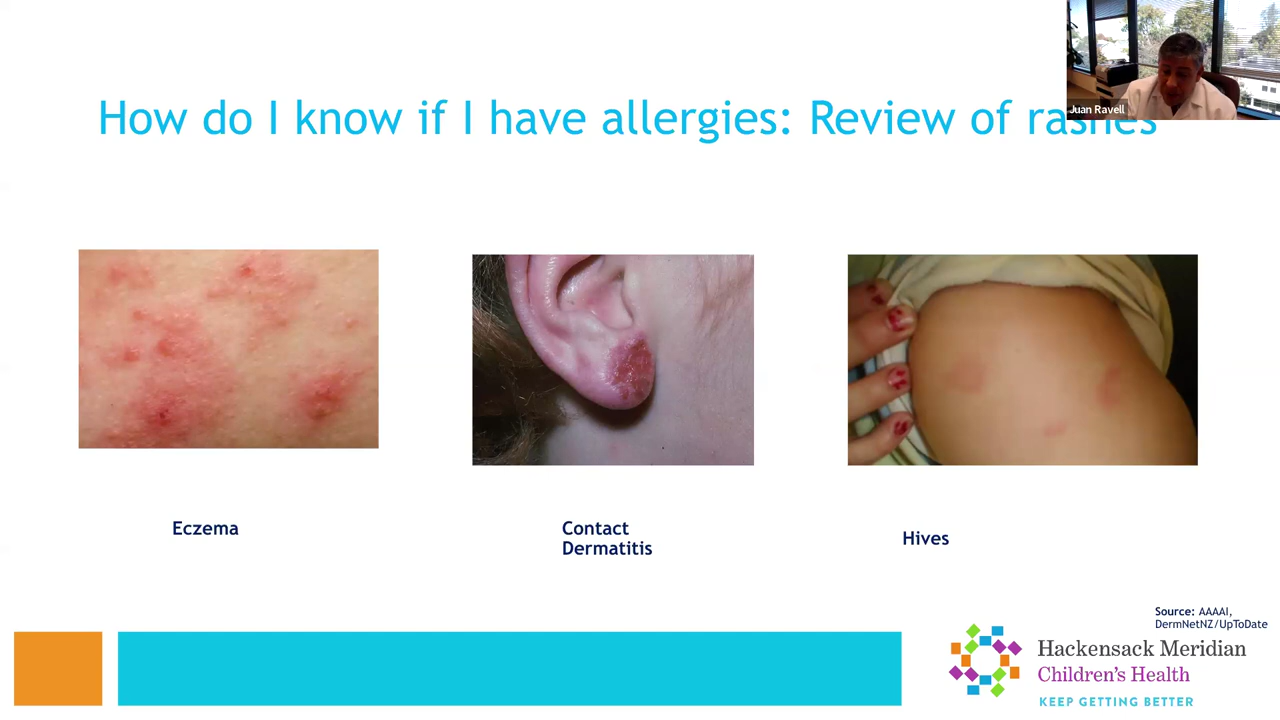 How do I know if I have allergies: Review of rashes
Juan Ravell
Eczema
Contact
Dermatitis
Hives
Source: AAAAI,
DermNetNZ/UpToDate
Hackensack Meridian
Children's Health
KEEP GETTING BETTER